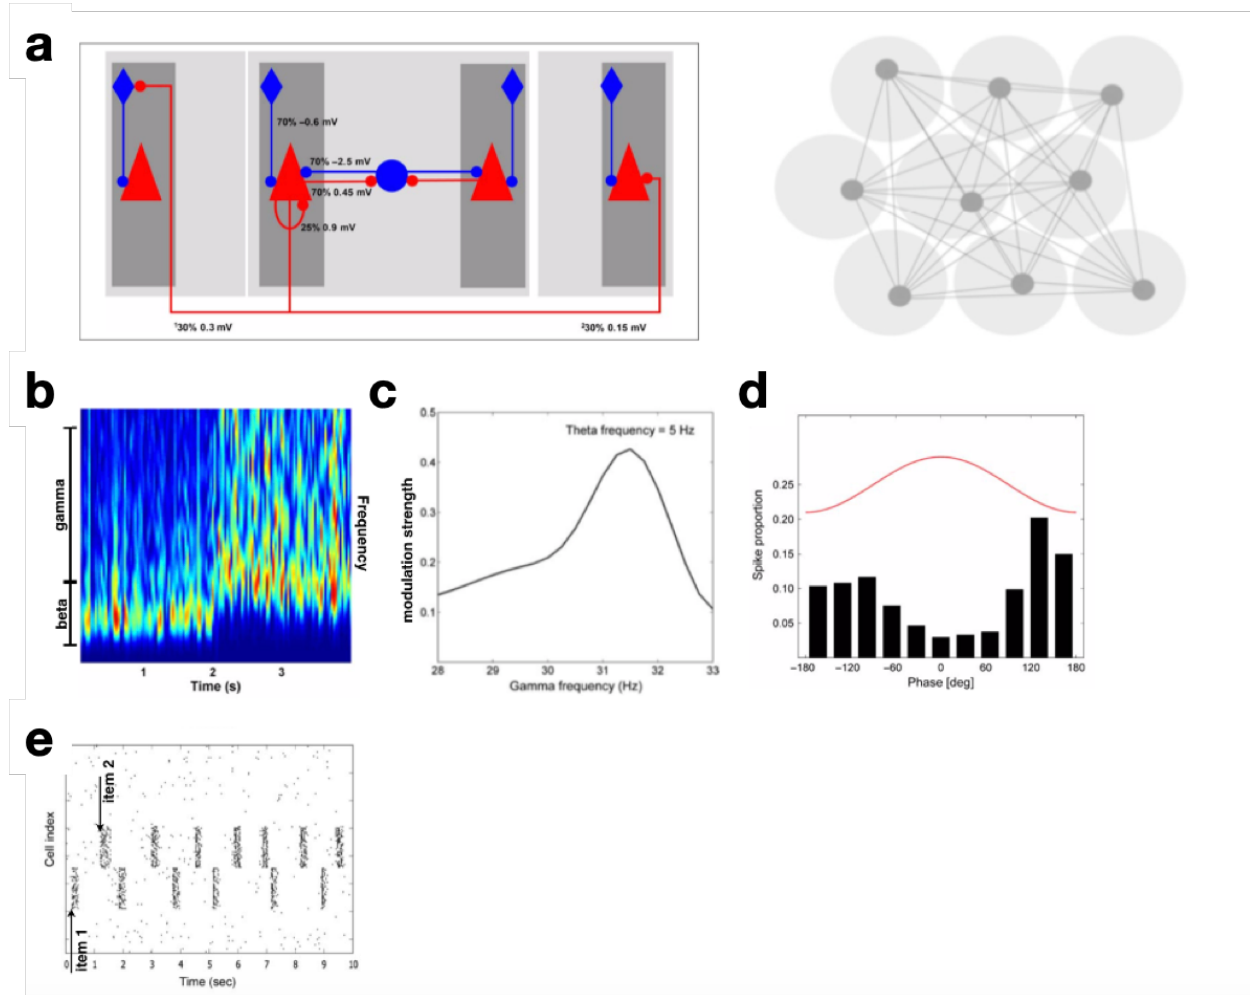 a
70% –0.6 mV
70% –2.5 mV
70% 0.45 mV
25% 0.9 mV
¹30% 0.3 mV
²30% 0.15 mV
b
gamma
beta
Frequency
1 2 3
Time (s)
c
Theta frequency = 5 Hz
modulation strength
0.5
0.4
0.3
0.2
0.1
28 29 30 31 32 33
Gamma frequency (Hz)
d
Spike proportion
0.25
0.20
0.15
0.10
0.05
–180 –120 –60 0 60 120 180
Phase [deg]
e
item 2
Cell index
item 1
0 1 2 3 4 5 6 7 8 9 10
Time (sec)